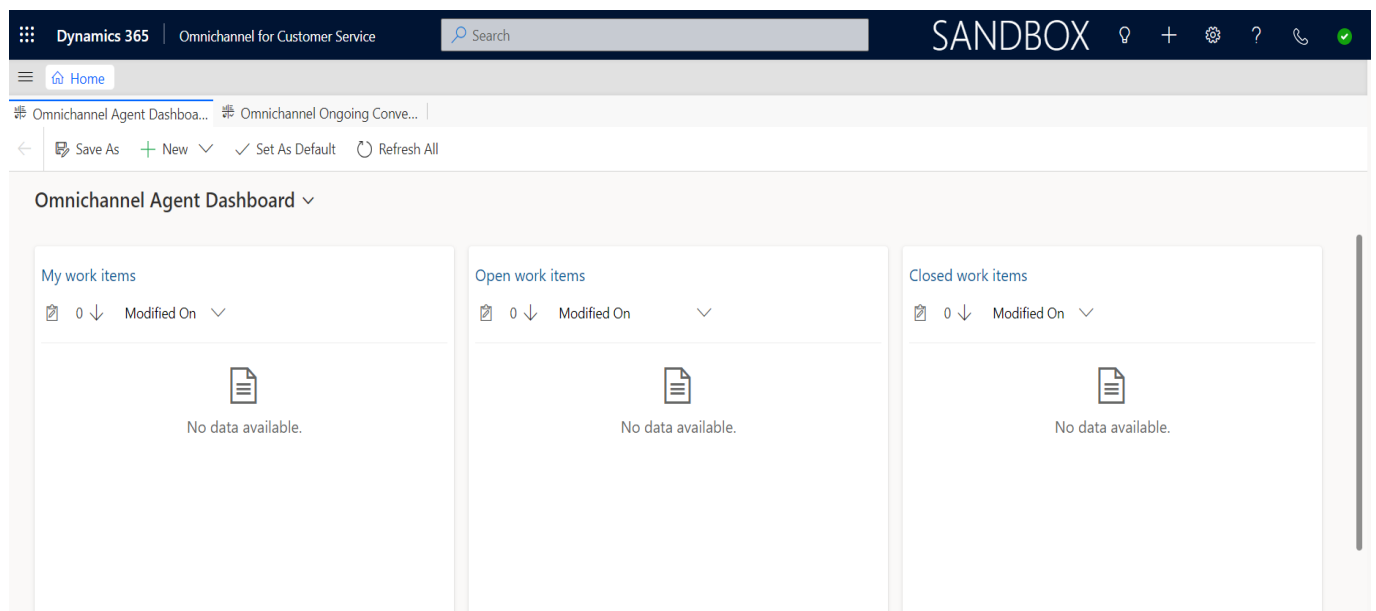 Dynamics 365 Omnichannel for Customer Service Search SANDBOX
Home
Omnichannel Agent Dashboa... Omnichannel Ongoing Conve...
Save As New Set As Default Refresh All
Omnichannel Agent Dashboard
My work items Open work items Closed work items
0 Modified On 0 Modified On 0 Modified On
No data available. No data available. No data available.